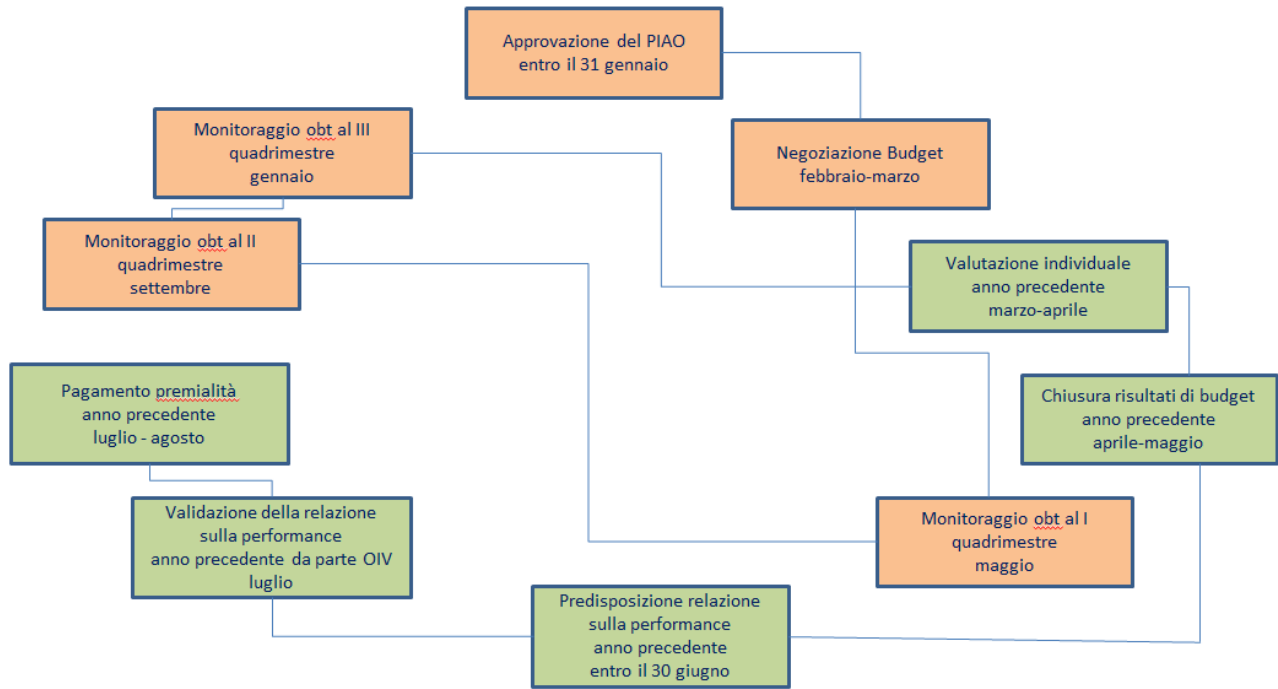 Approvazione del PIAO
entro il 31 gennaio
Monitoraggio obt al III
quadrimestre
gennaio
Negoziazione Budget
febbraio-marzo
Monitoraggio obt al II
quadrimestre
settembre
Valutazione individuale
anno precedente
marzo-aprile
Pagamento premialità
anno precedente
luglio - agosto
Chiusura risultati di budget
anno precedente
aprile-maggio
Validazione della relazione
sulla performance
anno precedente da parte OIV
luglio
Monitoraggio obt al I
quadrimestre
maggio
Predisposizione relazione
sulla performance
anno precedente
entro il 30 giugno